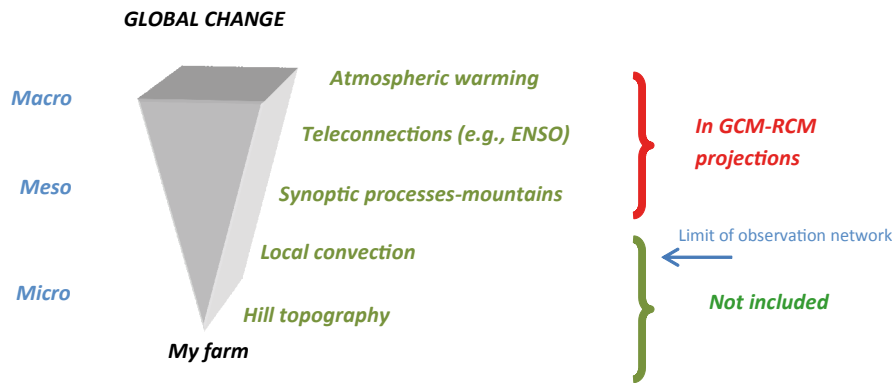 GLOBAL CHANGE
Macro
Atmospheric warming
Teleconnections (e.g., ENSO)
In GCM-RCM
projections
Meso
Synoptic processes-mountains
Limit of observation network
Local convection
Micro
Hill topography
Not included
My farm